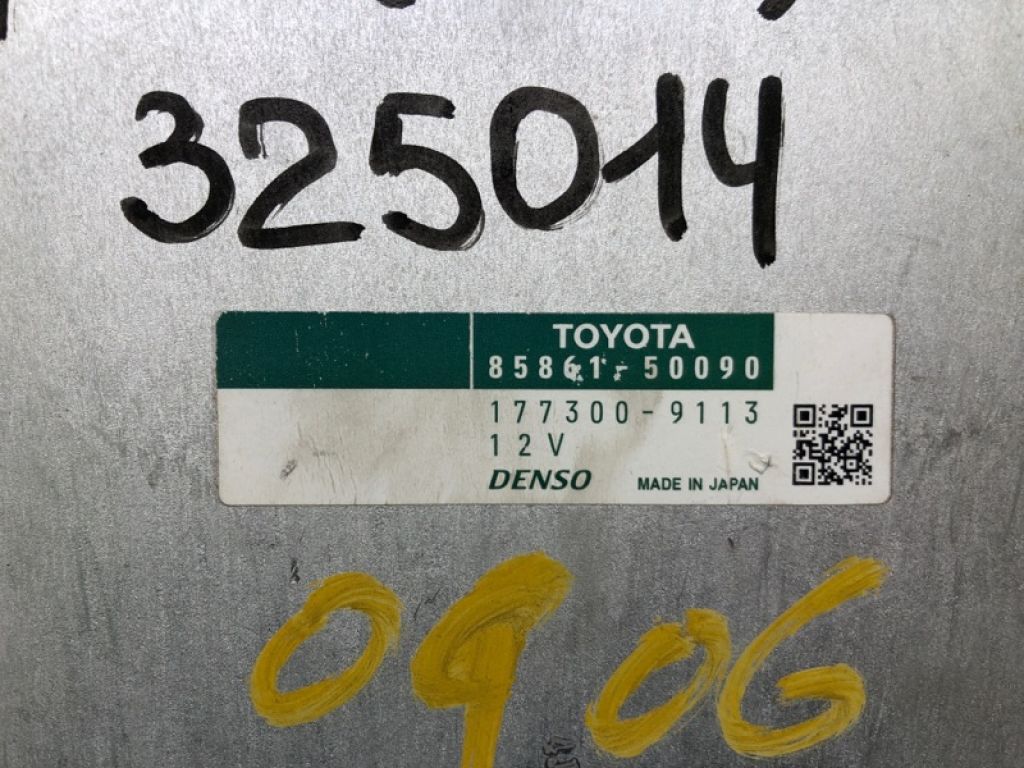 325014
TOYOTA
85861-50090
177300-9113
12V
DENSO MADE IN JAPAN
0906